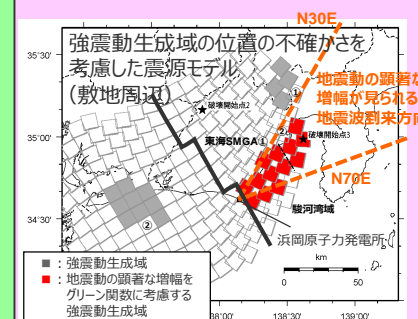 N30E
強震動生成域の位置の不確かさを
考慮した震源モデル
(敷地周辺)
35°30'
①
地震動の顕著な
増幅が見られる
地震波到来方向
破壊開始点2
35°00'
東海SMGA①
②
破壊開始点3
N70E
34°30'
②
駿河湾域
浜岡原子力発電所
■：強震動生成域
■：地震動の顕著な増幅を
グリーン関数に考慮する
強震動生成域
km
0
50
138°00'
138°30'
139°00'